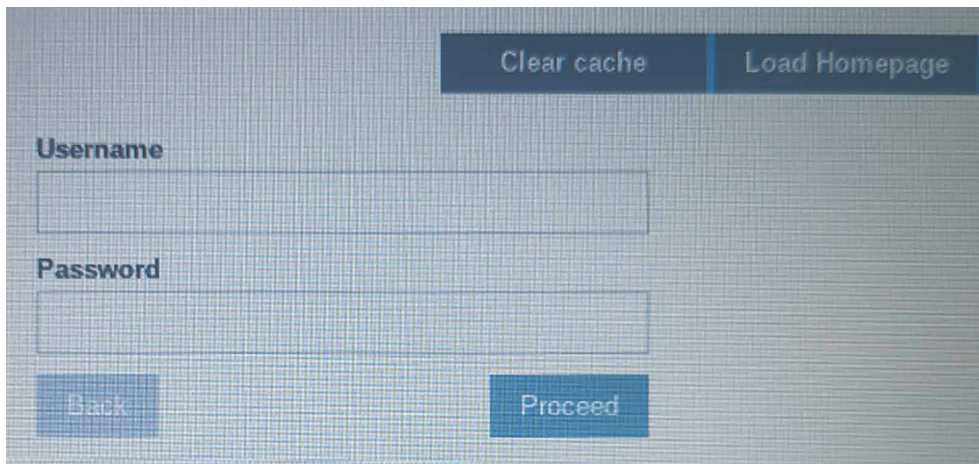 Clear cache
Load Homepage
Username
Password
Back
Proceed